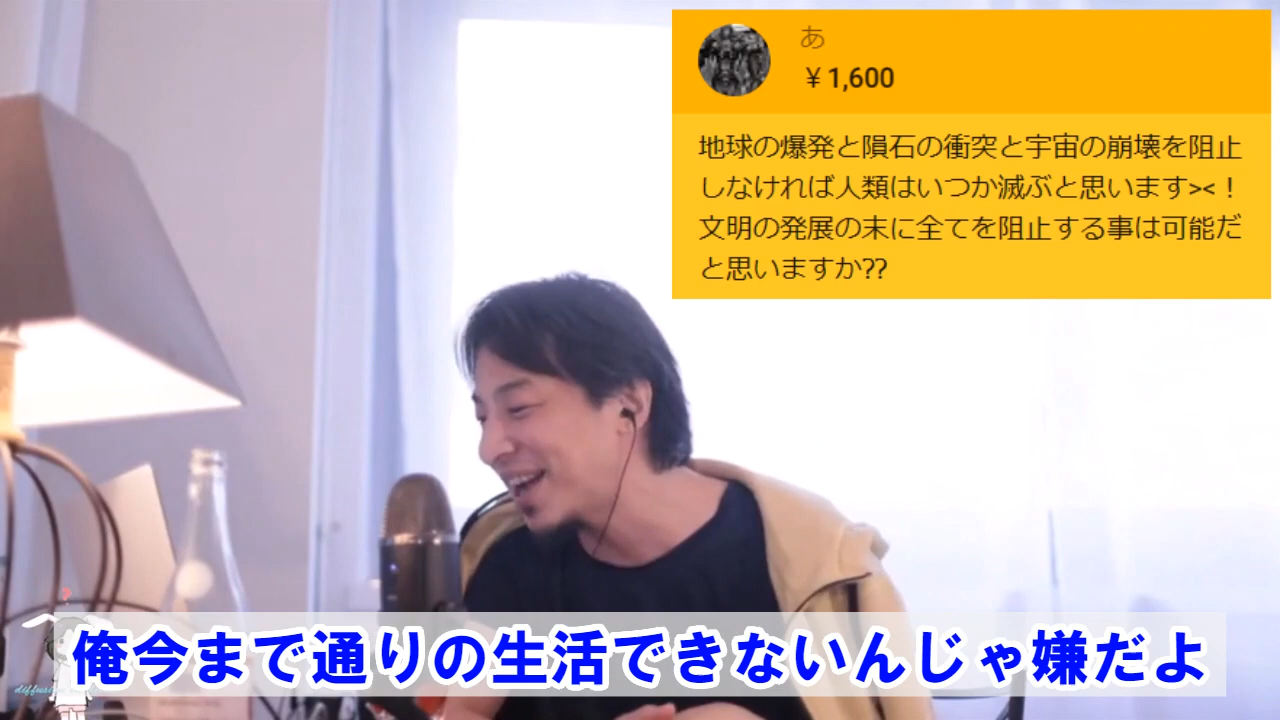 あ
￥1,600
地球の爆発と隕石の衝突と宇宙の崩壊を阻止
しなければ人類はいつか滅ぶと思います><！
文明の発展の末に全てを阻止する事は可能だ
と思いますか??
俺今まで通りの生活できないんじゃ嫌だよ